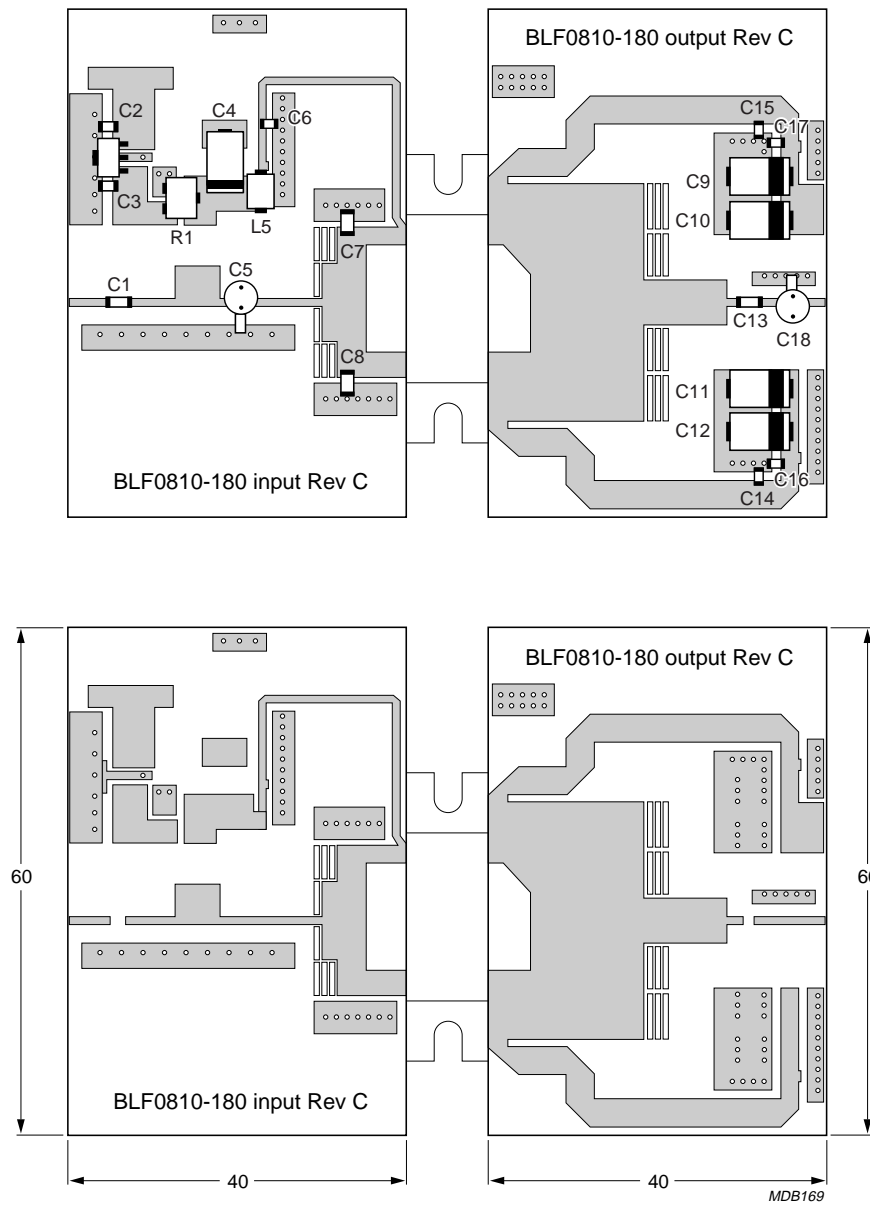 BLF0810-180 output Rev C
C2
C4
C6
C15
C17
C3
R1
L5
C9
C10
C7
C1
C5
C13
C18
C8
C11
C12
C16
C14
BLF0810-180 input Rev C
BLF0810-180 output Rev C
60
60
BLF0810-180 input Rev C
40
40
MDB169